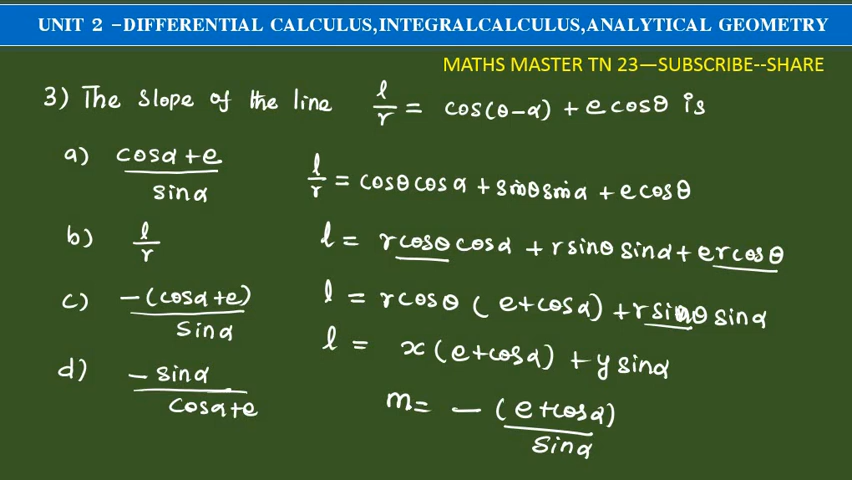 UNIT 2 –DIFFERENTIAL CALCULUS,INTEGRALCALCULUS,ANALYTICAL GEOMETRY
MATHS MASTER TN 23—SUBSCRIBE--SHARE
3) The slope of the line l/r = cos(θ-α) + e cosθ is
a) cosα+e / sinα
l/r = cosθ cosα + sinθ sinα + e cosθ
b) l/r
l = r cosθ cosα + r sinθ sinα + e r cosθ
c) -(cosα+e) / sinα
l = r cosθ (e+cosα) + r sinθ sinα
l = x(e+cosα) + y sinα
d) - sinα / cosα+e
m = - (e+cosα) / sinα